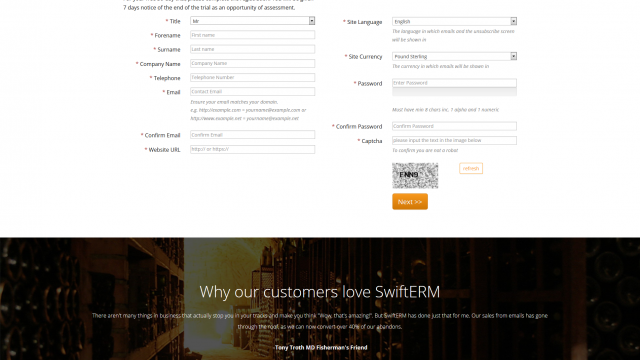 7 days notice of the end of the trial as an opportunity of assessment.
* Title
Mr
* Forename
First name
* Surname
Last name
* Company Name
Company Name
* Telephone
Telephone Number
* Email
Contact Email
Ensure your email matches your domain.
e.g. http://example.com = yourname@example.com or
http://www.example.net = yourname@example.net
* Confirm Email
Confirm Email
* Website URL
http:// or https://
* Site Language
English
The language in which emails and the unsubscribe screen
will be shown in
* Site Currency
Pound Sterling
The currency in which emails will be shown in
* Password
Enter Password
Must have min 8 chars inc. 1 alpha and 1 numeric
* Confirm Password
Confirm Password
* Captcha
please input the text in the image below
To confirm you are not a robot
ENN9
refresh
Next >>
Why our customers love SwiftERM
There aren't many things in business that actually stop you in your tracks and make you think "Wow, that's amazing!". But SwiftERM has done just that for me. Our sales from emails has gone
through the roof, as we can now convert over 40% of our abandons.
Tony Troth MD Fisherman's Friend